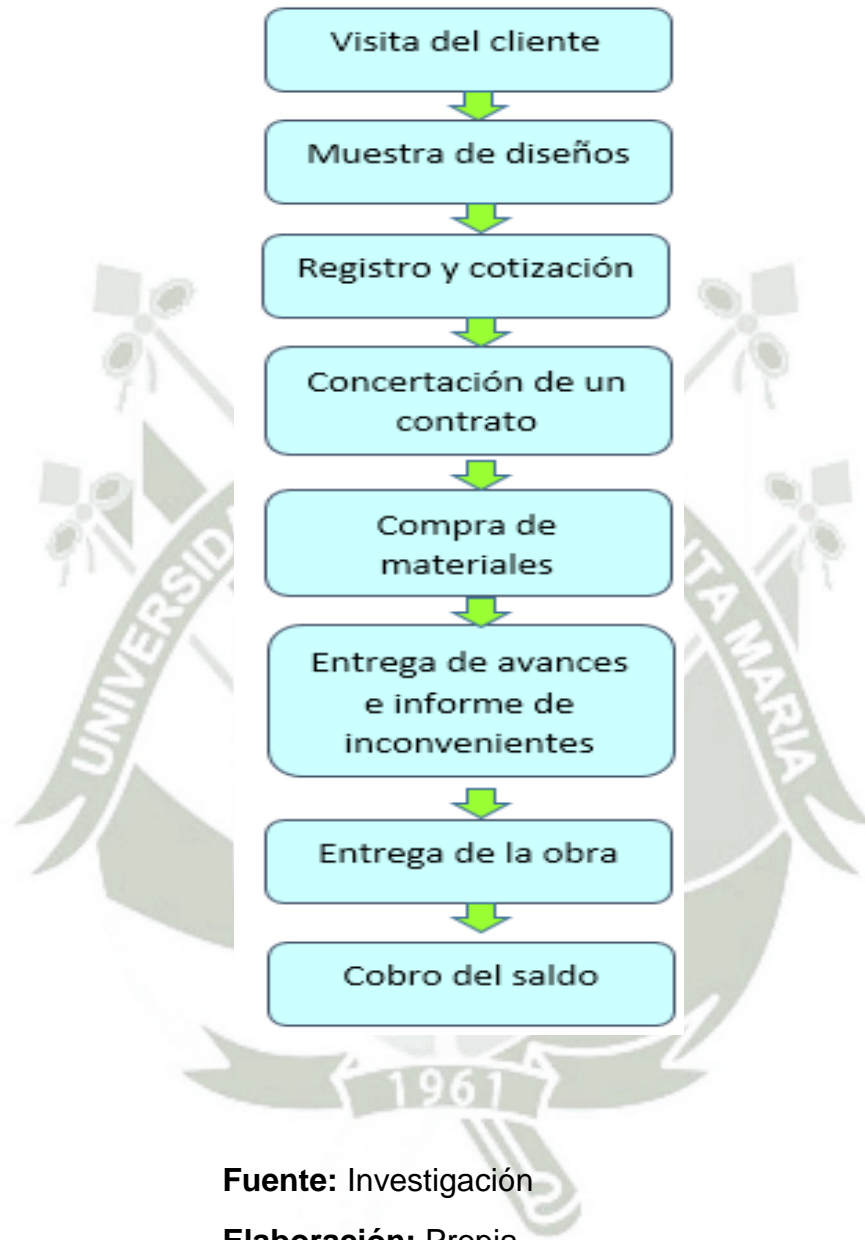 Visita del cliente
Muestra de diseños
Registro y cotización
Concertación de un
contrato
Compra de
materiales
Entrega de avances
e informe de
inconvenientes
Entrega de la obra
Cobro del saldo
1961
Fuente: Investigación
Elaboración: Propia